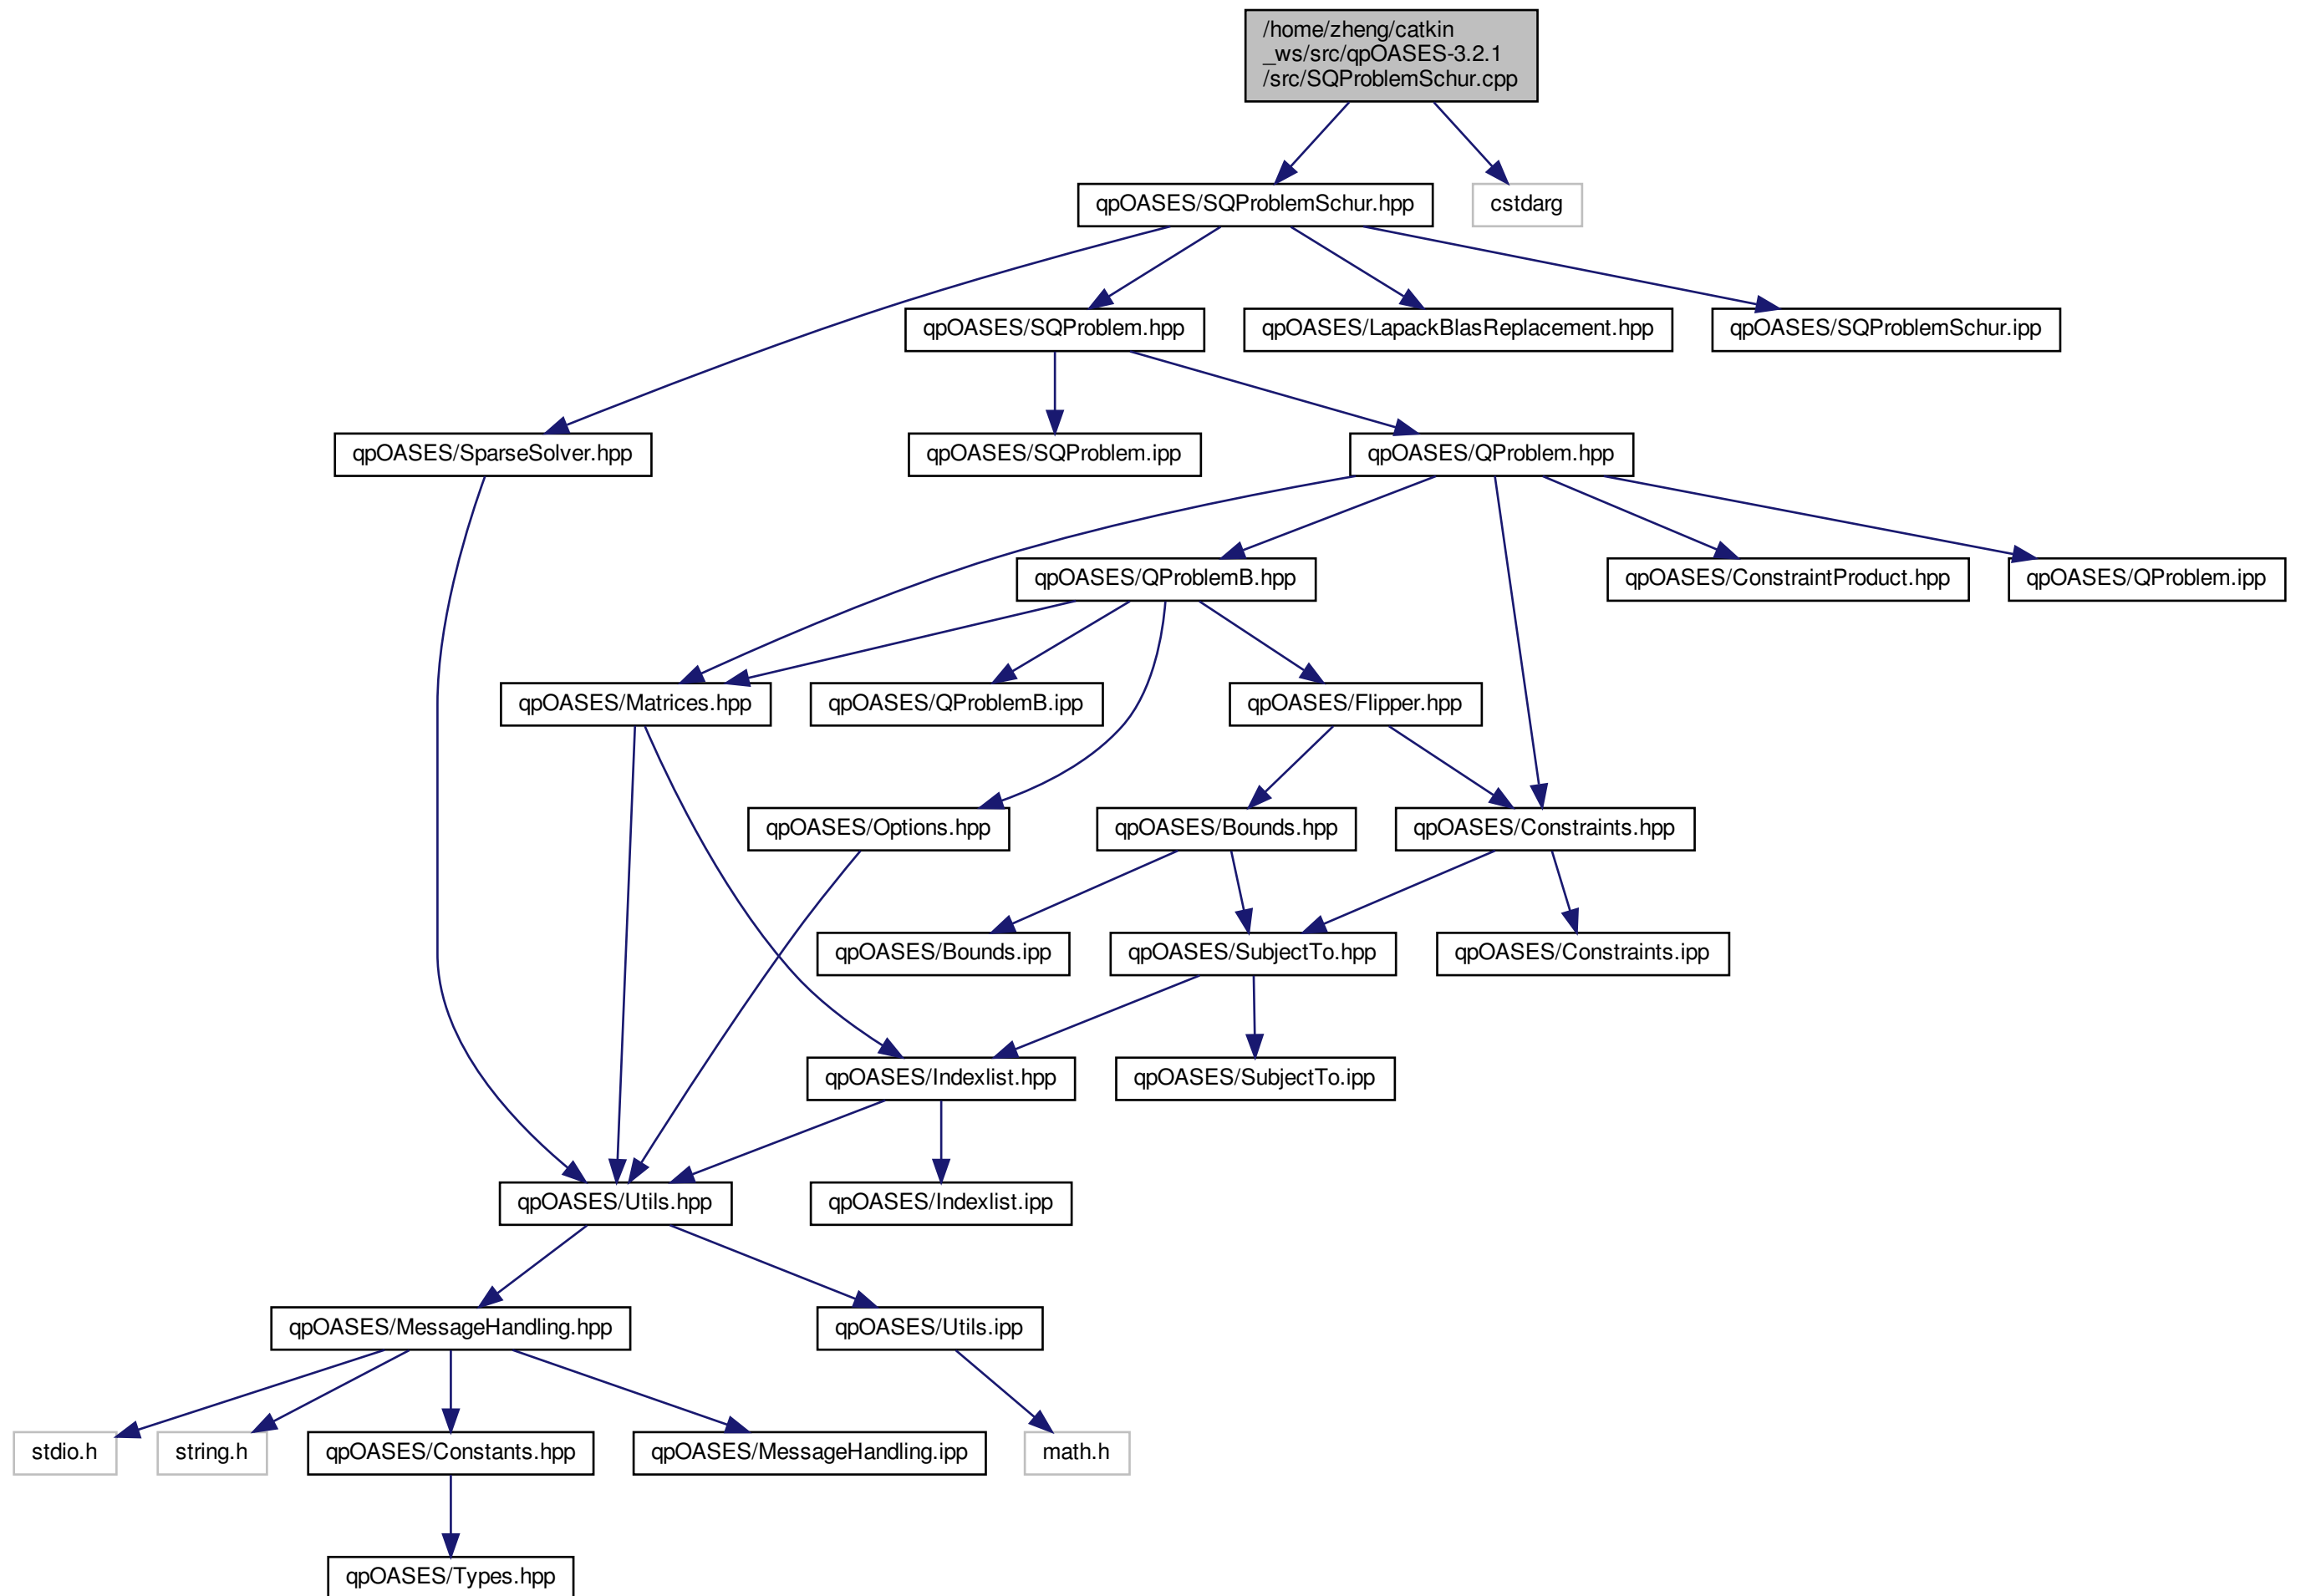 /home/zheng/catkin
_ws/src/qpOASES-3.2.1
/src/SQProblemSchur.cpp
qpOASES/SQProblemSchur.hpp
cstdarg
qpOASES/SQProblem.hpp
qpOASES/LapackBlasReplacement.hpp
qpOASES/SQProblemSchur.ipp
qpOASES/SparseSolver.hpp
qpOASES/SQProblem.ipp
qpOASES/QProblem.hpp
qpOASES/QProblemB.hpp
qpOASES/ConstraintProduct.hpp
qpOASES/QProblem.ipp
qpOASES/Matrices.hpp
qpOASES/QProblemB.ipp
qpOASES/Flipper.hpp
qpOASES/Options.hpp
qpOASES/Bounds.hpp
qpOASES/Constraints.hpp
qpOASES/Bounds.ipp
qpOASES/SubjectTo.hpp
qpOASES/Constraints.ipp
qpOASES/Indexlist.hpp
qpOASES/SubjectTo.ipp
qpOASES/Utils.hpp
qpOASES/Indexlist.ipp
qpOASES/MessageHandling.hpp
qpOASES/Utils.ipp
stdio.h
string.h
qpOASES/Constants.hpp
qpOASES/MessageHandling.ipp
math.h
qpOASES/Types.hpp